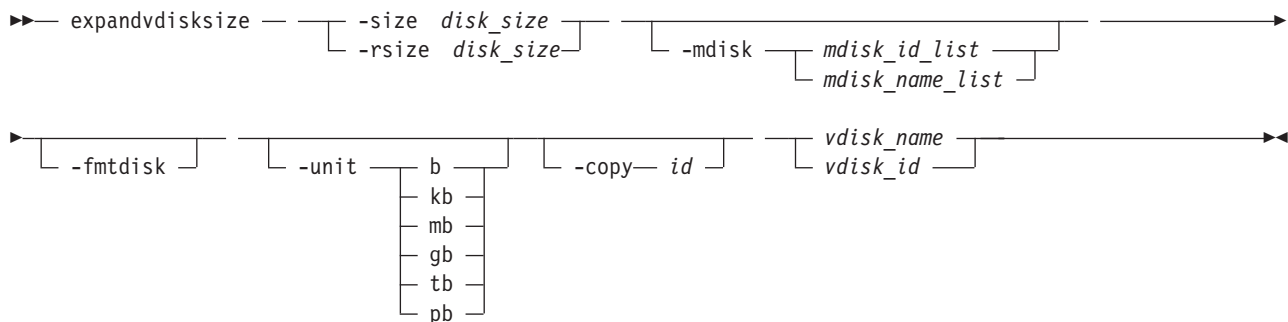 expandvdisksize -size disk_size -mdisk mdisk_id_list
-rsize disk_size mdisk_name_list
-fmtdisk -unit b -copy id vdisk_name
kb vdisk_id
mb
gb
tb
pb